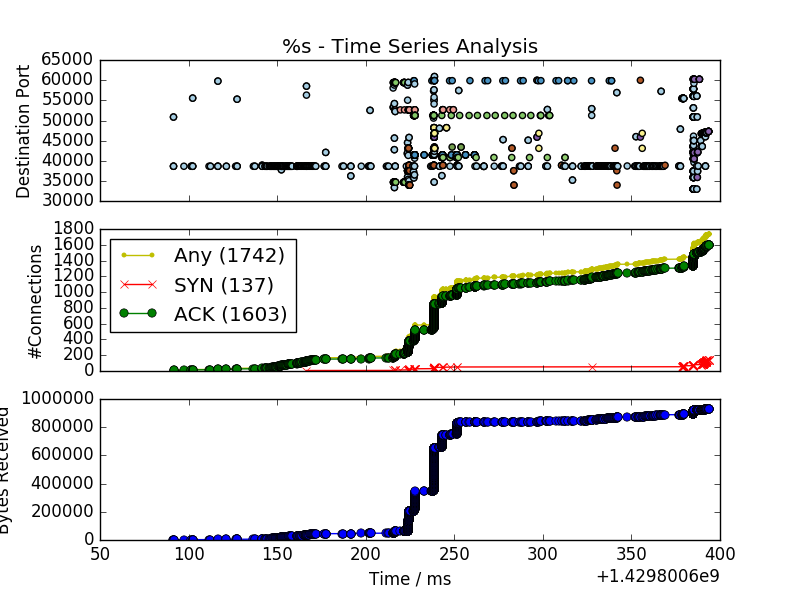 %s - Time Series Analysis
65000
60000
55000
50000
45000
40000
35000
30000
Destination Port
1800
1600
1400
1200
1000
800
600
400
200
0
#Connections
Any (1742)
SYN (137)
ACK (1603)
1000000
800000
600000
400000
200000
0
Bytes Received
50 100 150 200 250 300 350 400
Time / ms
+1.4298006e9